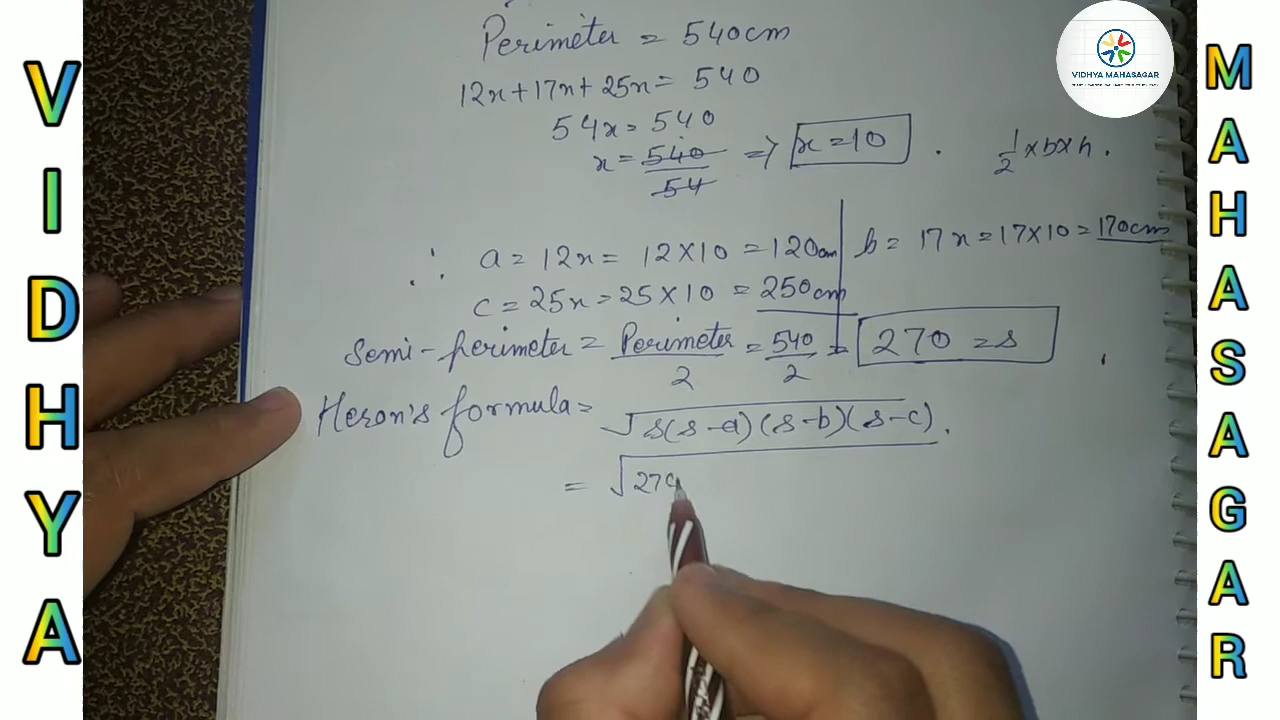 VIDHYA
Perimeter = 540cm
12x + 17x + 25x = 540
54x = 540
x = 540/54 => x = 10 .
1/2 × b × h .
∴ a = 12x = 12×10 = 120cm
b = 17x = 17×10 = 170cm
c = 25x = 25×10 = 250cm
Semi-perimeter = Perimeter/2 = 540/2 = 270 = s
Heron's formula = √s(s-a)(s-b)(s-c) .
= √270
VIDHYA MAHASAGAR
MAHASAGAR